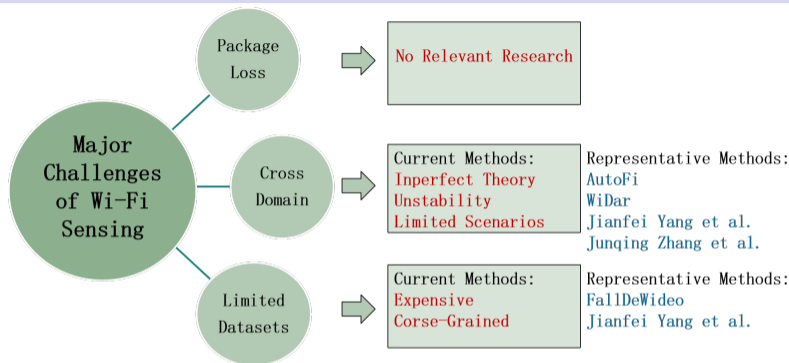 Major
Challenges
of Wi-Fi
Sensing
Package
Loss
No Relevant Research
Cross
Domain
Current Methods:
Inperfect Theory
Unstability
Limited Scenarios
Representative Methods:
AutoFi
WiDar
Jianfei Yang et al.
Junqing Zhang et al.
Limited
Datasets
Current Methods:
Expensive
Corse-Grained
Representative Methods:
FallDeWideo
Jianfei Yang et al.